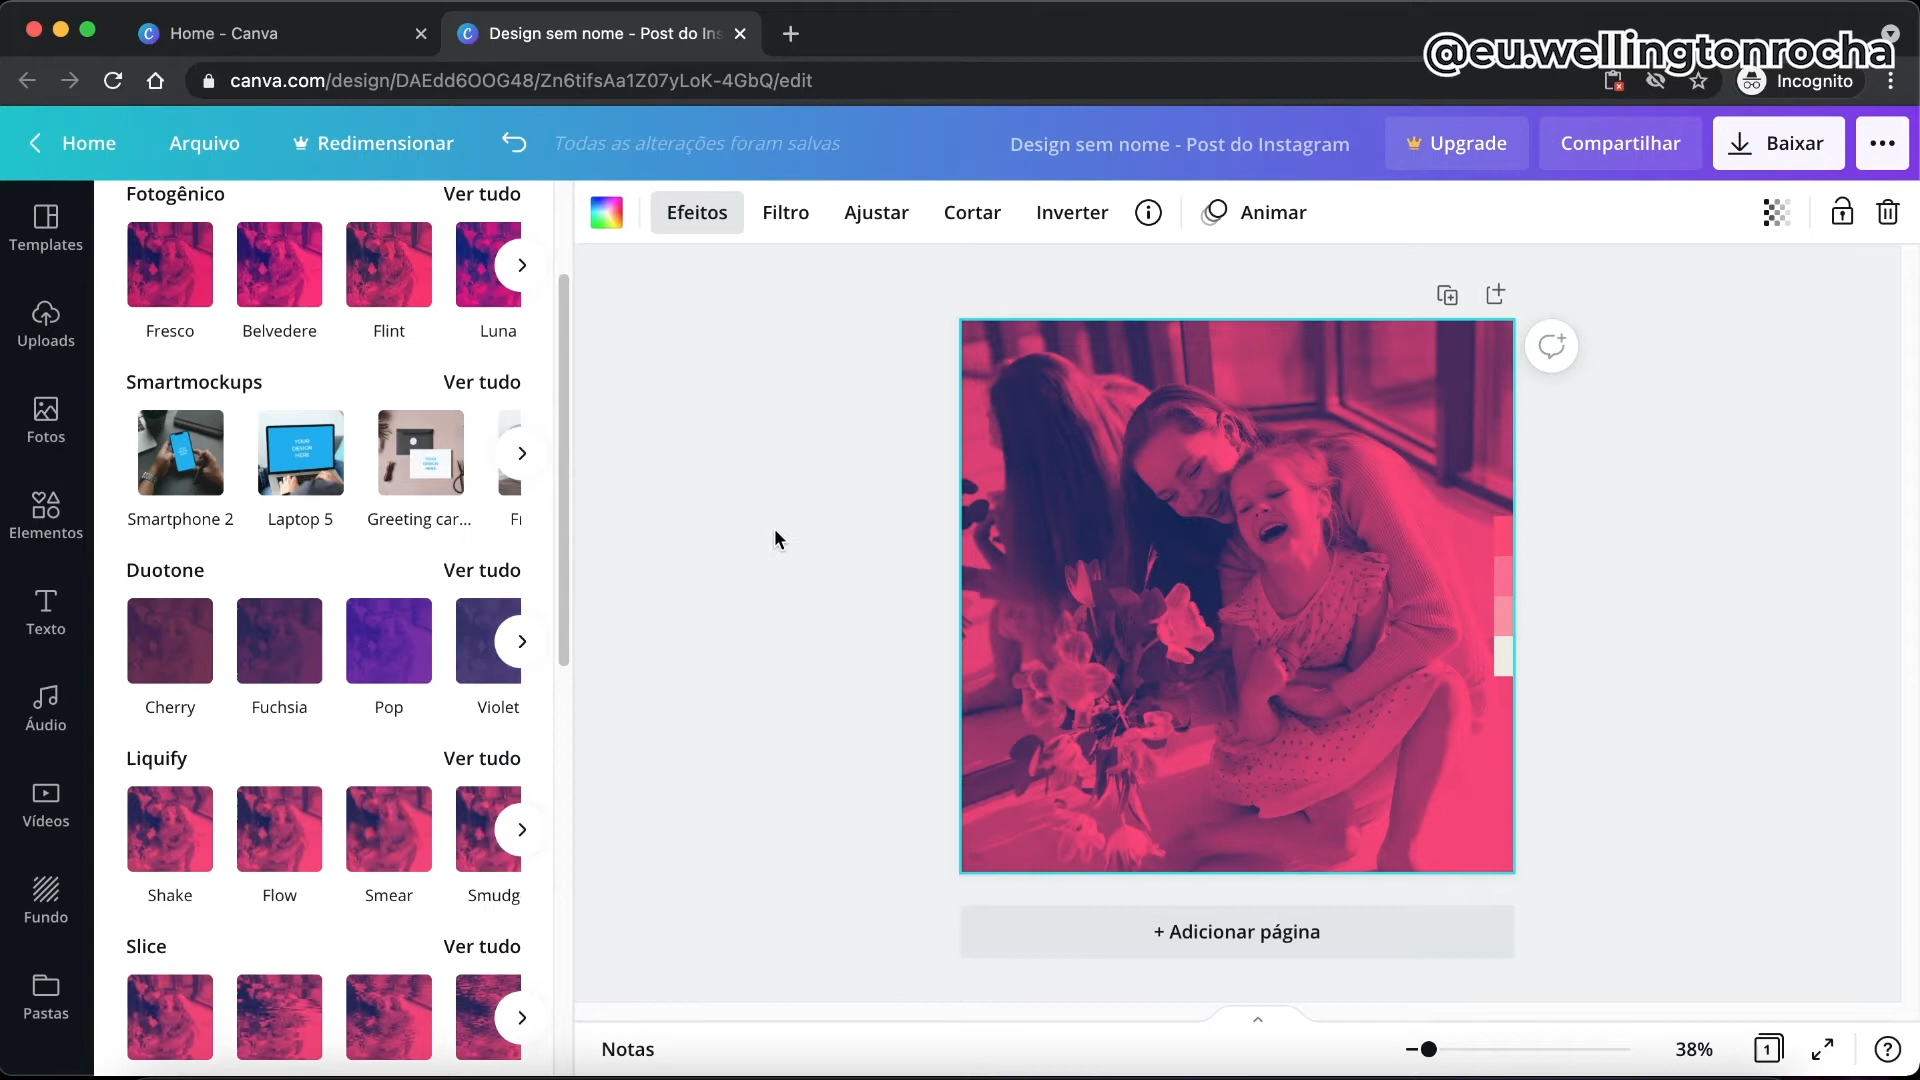 Home - Canva
Design sem nome - Post do Ins
@eu.wellingtonrocha
canva.com/design/DAEdd6OOG48/Zn6tifsAa1Z07yLoK-4GbQ/edit
Incognito
Home
Arquivo
Redimensionar
Todas as alterações foram salvas
Design sem nome - Post do Instagram
Upgrade
Compartilhar
Baixar
Templates
Uploads
Fotos
Elementos
Texto
Áudio
Vídeos
Fundo
Pastas
Fotogênico
Ver tudo
Fresco
Belvedere
Flint
Luna
Smartmockups
Ver tudo
YOUR
DESIGN
HERE
Smartphone 2
Laptop 5
Greeting car...
Fr
Duotone
Ver tudo
Cherry
Fuchsia
Pop
Violet
Liquify
Ver tudo
Shake
Flow
Smear
Smudg
Slice
Ver tudo
Efeitos
Filtro
Ajustar
Cortar
Inverter
Animar
+ Adicionar página
Notas
38%
1